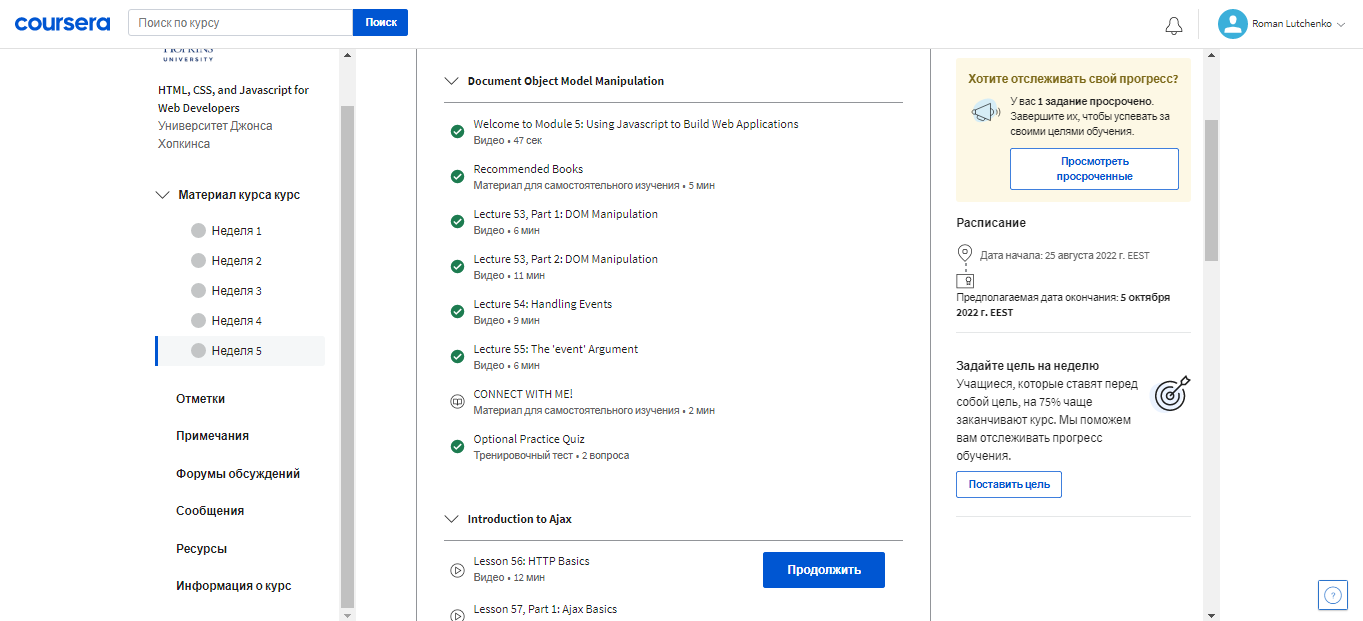 coursera
Поиск по курсу
Поиск
Roman Lutchenko
HOPKINS
UNIVERSITY
HTML, CSS, and Javascript for
Web Developers
Университет Джонса
Хопкинса
Материал курса курс
Неделя 1
Неделя 2
Неделя 3
Неделя 4
Неделя 5
Отметки
Примечания
Форумы обсуждений
Сообщения
Ресурсы
Информация о курс
Document Object Model Manipulation
Welcome to Module 5: Using Javascript to Build Web Applications
Видео • 47 сек
Recommended Books
Материал для самостоятельного изучения • 5 мин
Lecture 53, Part 1: DOM Manipulation
Видео • 6 мин
Lecture 53, Part 2: DOM Manipulation
Видео • 11 мин
Lecture 54: Handling Events
Видео • 9 мин
Lecture 55: The 'event' Argument
Видео • 6 мин
CONNECT WITH ME!
Материал для самостоятельного изучения • 2 мин
Optional Practice Quiz
Тренировочный тест • 2 вопроса
Introduction to Ajax
Lesson 56: HTTP Basics
Видео • 12 мин
Продолжить
Lesson 57, Part 1: Ajax Basics
Хотите отслеживать свой прогресс?
У вас 1 задание просрочено.
Завершите их, чтобы успевать за
своими целями обучения.
Просмотреть
просроченные
Расписание
Дата начала: 25 августа 2022 г. EEST
Предполагаемая дата окончания: 5 октября
2022 г. EEST
Задайте цель на неделю
Учащиеся, которые ставят перед
собой цель, на 75% чаще
заканчивают курс. Мы поможем
вам отслеживать прогресс
обучения.
Поставить цель
?